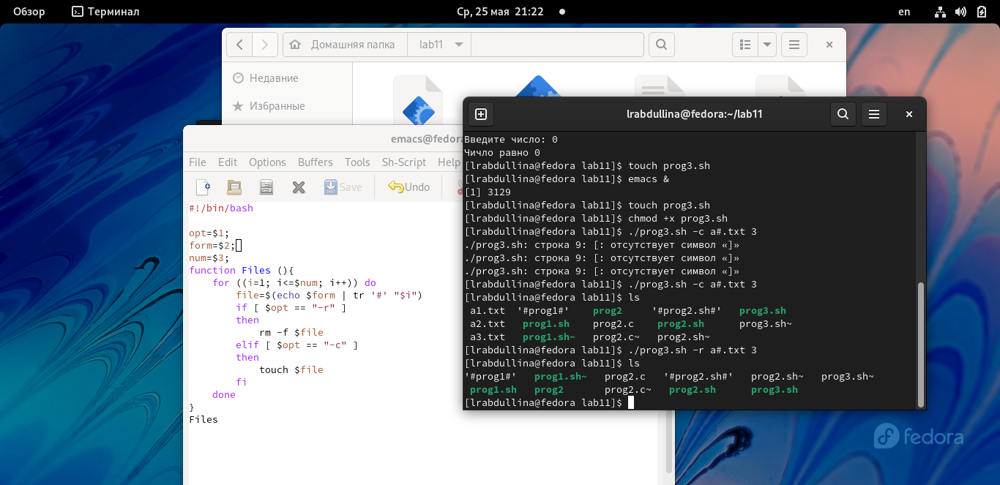 Обзор Терминал Ср, 25 мая 21:22 en
Домашняя папка lab11
Недавние
Избранные
emacs@fedor
File Edit Options Buffers Tools Sh-Script Help
Save Undo
#!/bin/bash
opt=$1;
form=$2;
num=$3;
function Files (){
    for ((i=1; i<=$num; i++)) do
        file=$(echo $form | tr '#' "$i")
        if [ $opt == "-r" ]
        then
            rm -f $file
        elif [ $opt == "-c" ]
        then
            touch $file
        fi
    done
}
Files
lrabdullina@fedora:~/lab11
Введите число: 0
Чичло равно 0
[lrabdullina@fedora lab11]$ touch prog3.sh
[lrabdullina@fedora lab11]$ emacs &
[1] 3129
[lrabdullina@fedora lab11]$ touch prog3.sh
[lrabdullina@fedora lab11]$ chmod +x prog3.sh
[lrabdullina@fedora lab11]$ ./prog3.sh -c a#.txt 3
./prog3.sh: строка 9: [: отсутствует символ «]»
./prog3.sh: строка 9: [: отсутствует символ «]»
./prog3.sh: строка 9: [: отсутствует символ «]»
[lrabdullina@fedora lab11]$ ./prog3.sh -c a#.txt 3
[lrabdullina@fedora lab11]$ ls
a1.txt '#prog1#' prog2 '#prog2.sh#' prog3.sh
a2.txt prog1.sh prog2.c prog2.sh prog3.sh~
a3.txt prog1.sh~ prog2.c~ prog2.sh~
[lrabdullina@fedora lab11]$ ./prog3.sh -r a#.txt 3
[lrabdullina@fedora lab11]$ ls
'#prog1#' prog1.sh~ prog2.c '#prog2.sh#' prog2.sh~ prog3.sh~
prog1.sh prog2 prog2.c~ prog2.sh prog3.sh
[lrabdullina@fedora lab11]$
fedora